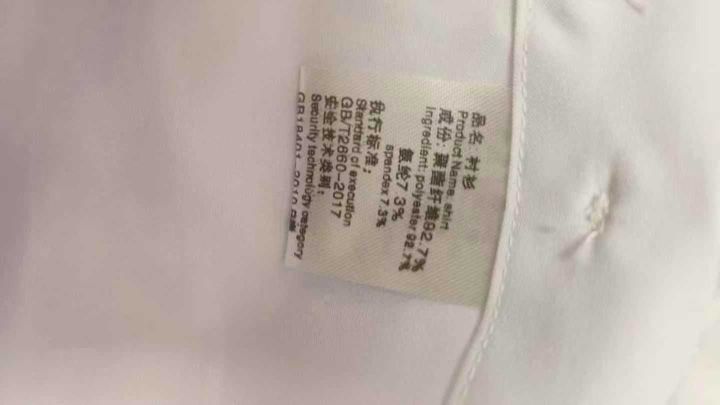 品名: 衬衫
Product Name: shirt
成份: 聚酯纤维92.7%
Ingredient: polyester 92.7%
氨纶7.3%
spandex 7.3%
执行标准:
Standard of execution
GB/T2660-2017
安全技术类别:
Security technology category
GB18401-2010